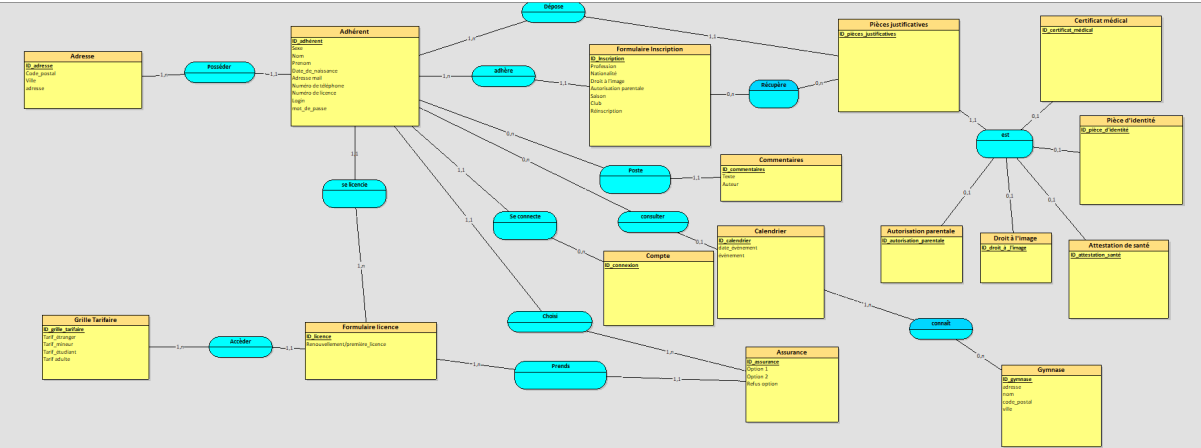 Dépose
Adresse
ID_adresse
Code_postal
Ville
adresse
1,n
Posséder
1,1
Adhérent
ID_adhérent
Sexe
Nom
Prenom
Date_de_naissance
Adresse mail
Numéro de téléphone
Numéro de licence
Login
mot_de_passe
1,n
1,1
1,n
adhère
1,1
Formulaire Inscription
ID_Inscription
Profession
Nationalité
Droit à l'image
Autorisation parentale
Saison
Club
Réinscription
0,n
Récupère
0,n
Pièces justificatives
ID_pièces_justificatives
Certificat médical
ID_certificat_médical
1,1
0,1
est
0,1
Pièce d'identité
ID_pièce_d'identité
0,1
0,1
0,1
Autorisation parentale
ID_autorisation_parentale
Droit à l'image
ID_droit_à_l'image
Attestation de santé
ID_attestation_santé
0,n
Poste
1,1
Commentaires
ID_commentaires
Texte
Auteur
0,n
consulter
0,1
Calendrier
ID_calendrier
date_événement
événement
1,1
Se connecte
0,n
Compte
ID_connexion
1,1
se licencie
1,n
1,1
Choisi
1,n
Grille Tarifaire
ID_grille_tarifaire
Tarif_étranger
Tarif_mineur
Tarif_étudiant
Tarif adulte
1,n
Accèder
1,1
Formulaire licence
ID_licence
Renouvellement/première_licence
1,n
Prends
1,1
Assurance
ID_assurance
Option 1
Option 2
Refus option
1,n
connaît
0,n
Gymnase
ID_gymnase
adresse
nom
code_postal
ville